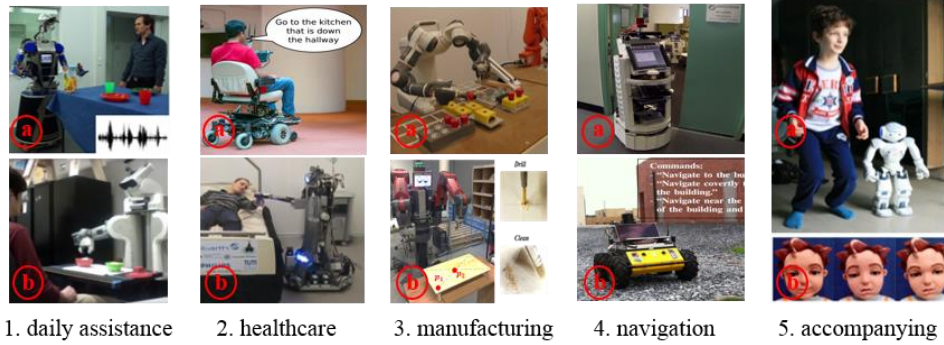 Go to the kitchen
that is down
the hallway
a
a
a
a
a
Drill
Commands:
"Navigate to the bu
"Navigate covertly t
the building."
"Navigate near the
of the building and
Clean
P1
P2
b
b
b
b
b
1. daily assistance
2. healthcare
3. manufacturing
4. navigation
5. accompanying